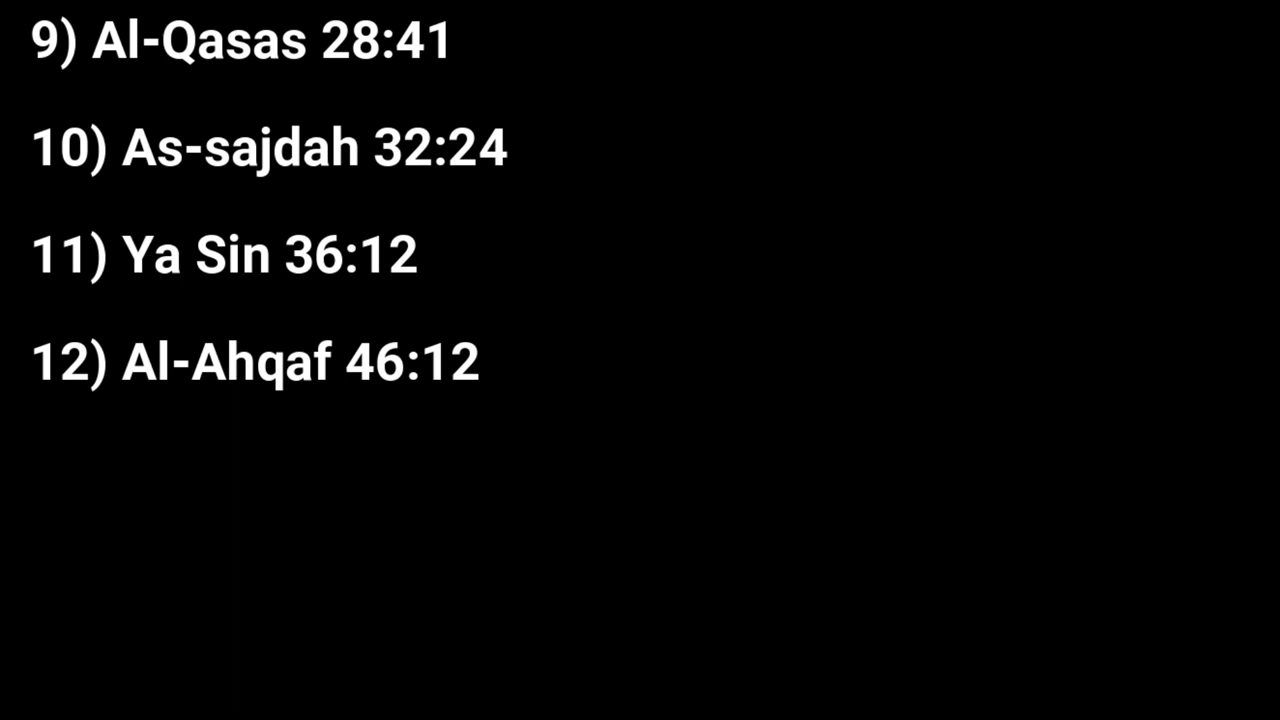 9) Al-Qasas 28:41
10) As-sajdah 32:24
11) Ya Sin 36:12
12) Al-Ahqaf 46:12